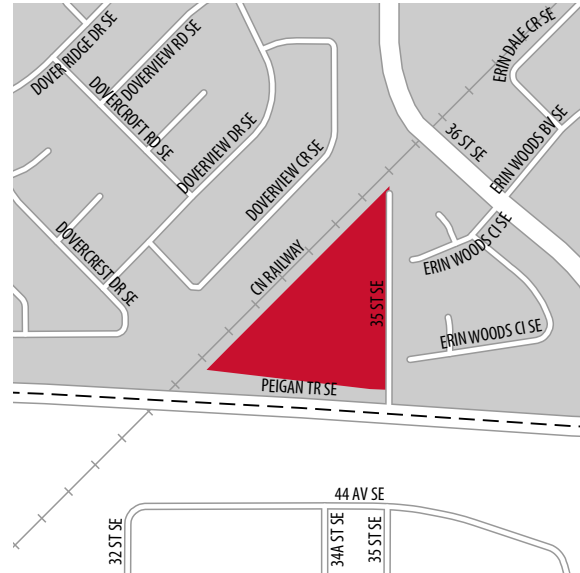 DOVER RIDGE DR SE
DOVERVIEW RD SE
ERIN DALE CR SE
DOVERCROFT RD SE
36 ST SE
ERIN WOODS BV SE
DOVERVIEW DR SE
DOVERVIEW CR SE
DOVERCREST DR SE
CN RAILWAY
35 ST SE
ERIN WOODS CI SE
ERIN WOODS CI SE
PEIGAN TR SE
44 AV SE
32 ST SE
34A ST SE
35 ST SE